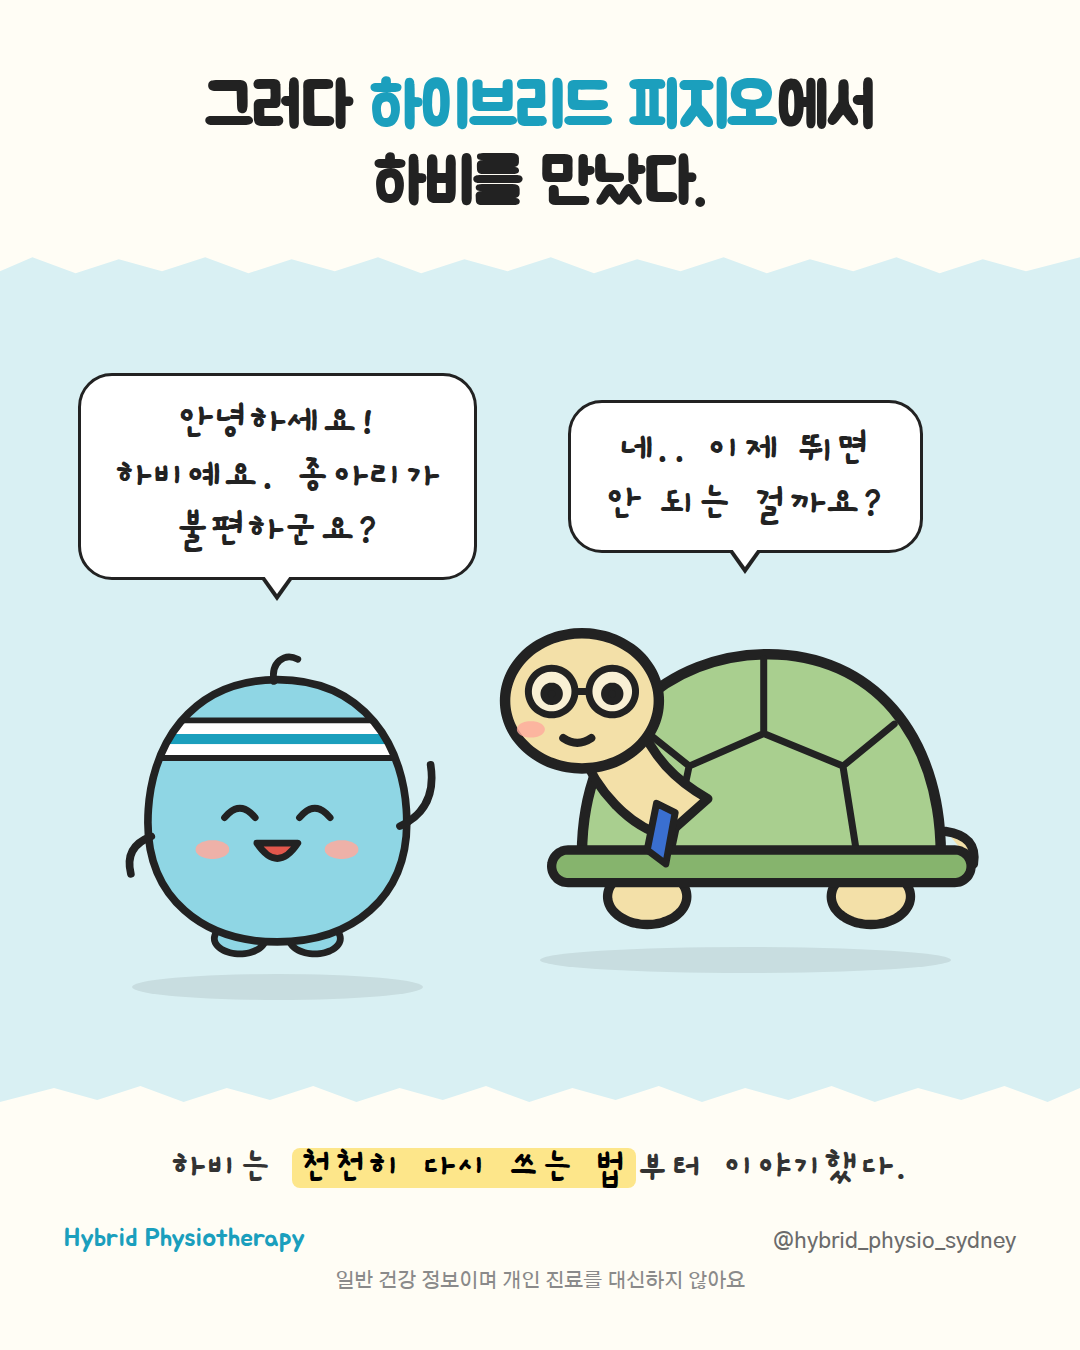 그러다 하이브리드 피지오에서
하비를 만났다.
안녕하세요!
하비예요. 종아리가
불편하군요?
네.. 이제 뛰면
안 되는 걸까요?
하비는 천천히 다시 쓰는 법부터 이야기했다.
Hybrid Physiotherapy
@hybrid_physio_sydney
일반 건강 정보이며 개인 진료를 대신하지 않아요